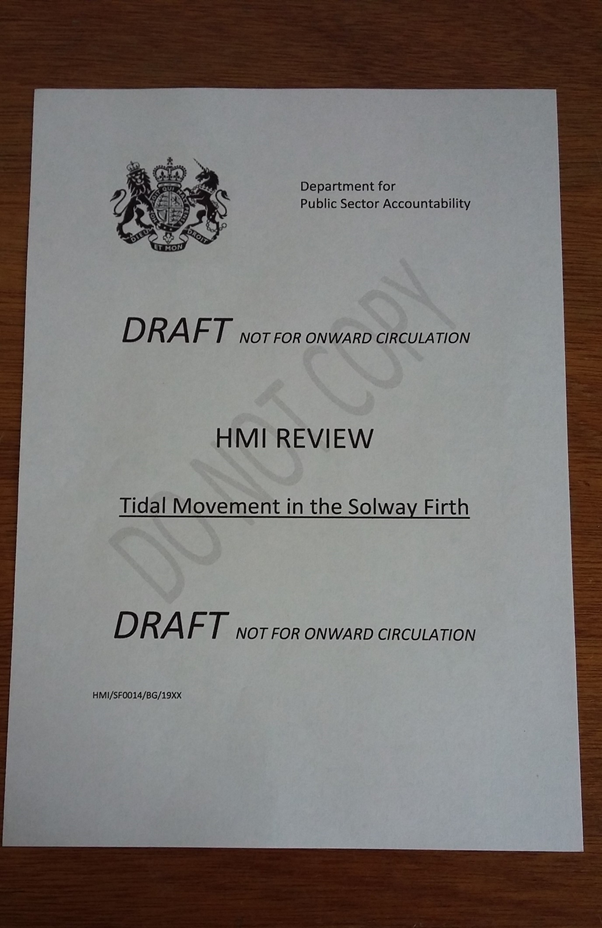 DIEU
ET MON
DROIT
Department for
Public Sector Accountability
DRAFT NOT FOR ONWARD CIRCULATION
DO NOT COPY
HMI REVIEW
Tidal Movement in the Solway Firth
DRAFT NOT FOR ONWARD CIRCULATION
HMI/SF0014/BG/19XX